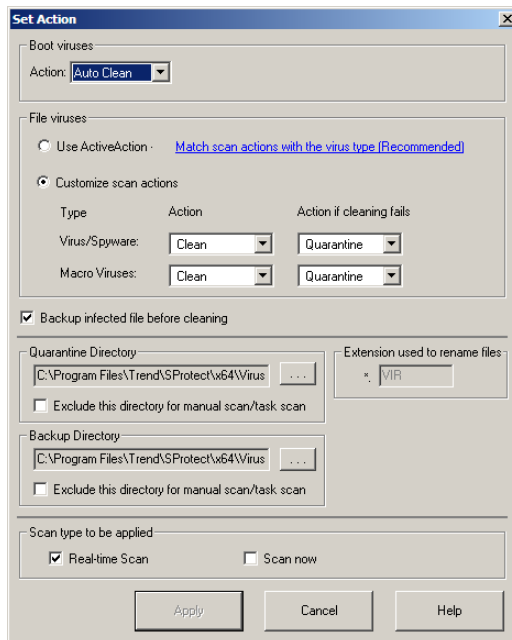 Set Action
Boot viruses
Action: Auto Clean
File viruses
Use ActiveAction - Match scan actions with the virus type (Recommended)
Customize scan actions
Type Action Action if cleaning fails
Virus/Spyware: Clean Quarantine
Macro Viruses: Clean Quarantine
Backup infected file before cleaning
Quarantine Directory Extension used to rename files
C:\Program Files\Trend\SProtect\x64\Virus ... *. VIR
Exclude this directory for manual scan/task scan
Backup Directory
C:\Program Files\Trend\SProtect\x64\Virus ...
Exclude this directory for manual scan/task scan
Scan type to be applied
Real-time Scan Scan now
Apply Cancel Help